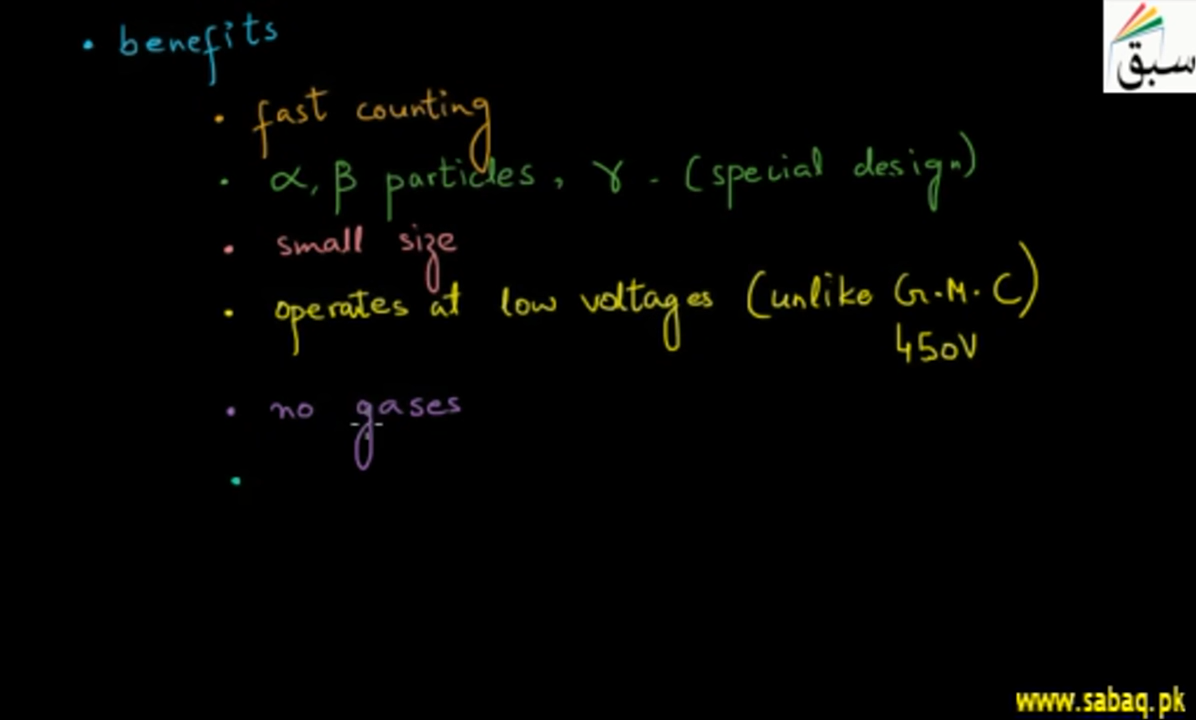 • benefits
سبق
• fast counting
• α, β particles, γ - (special design)
• small size
• operates at low voltages (unlike G.M.C)
450V
• no gases
•
www.sabaq.pk